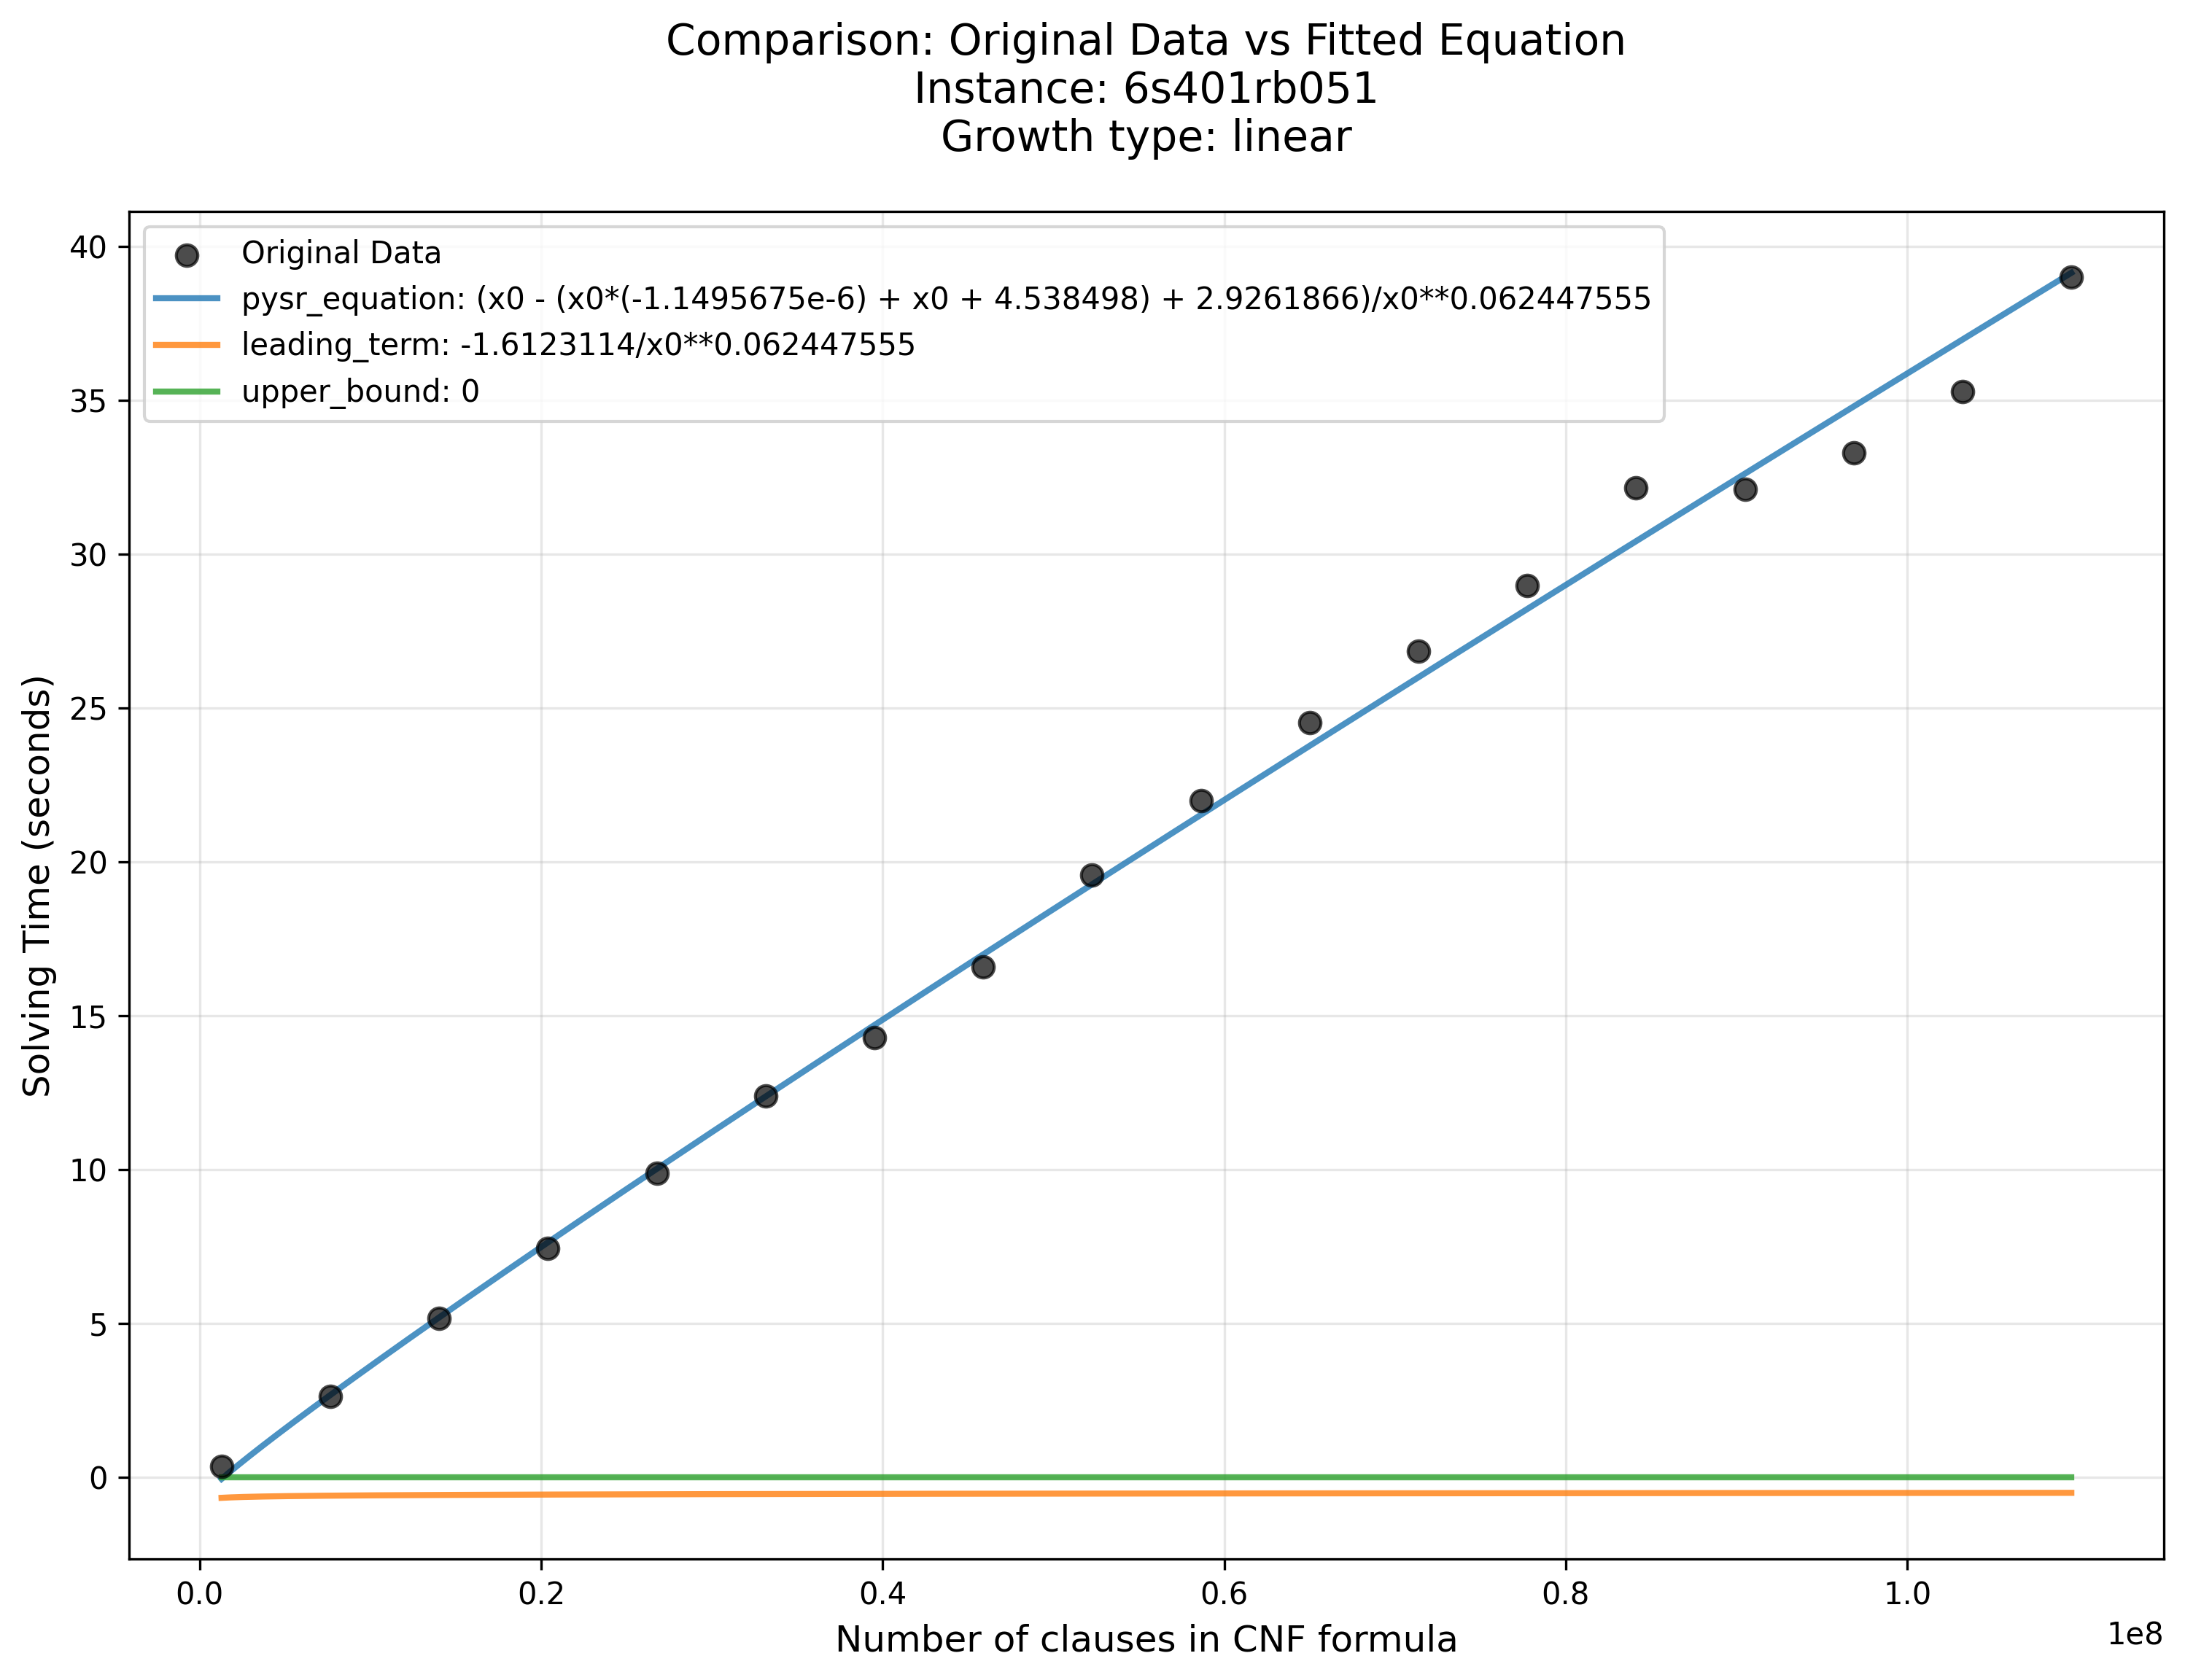 Comparison: Original Data vs Fitted Equation
Instance: 6s401rb051
Growth type: linear
Original Data
pysr_equation: (x0 - (x0*(-1.1495675e-6) + x0 + 4.538498) + 2.9261866)/x0**0.062447555
leading_term: -1.6123114/x0**0.062447555
upper_bound: 0
Solving Time (seconds)
40
35
30
25
20
15
10
5
0
0.0 0.2 0.4 0.6 0.8 1.0
1e8
Number of clauses in CNF formula